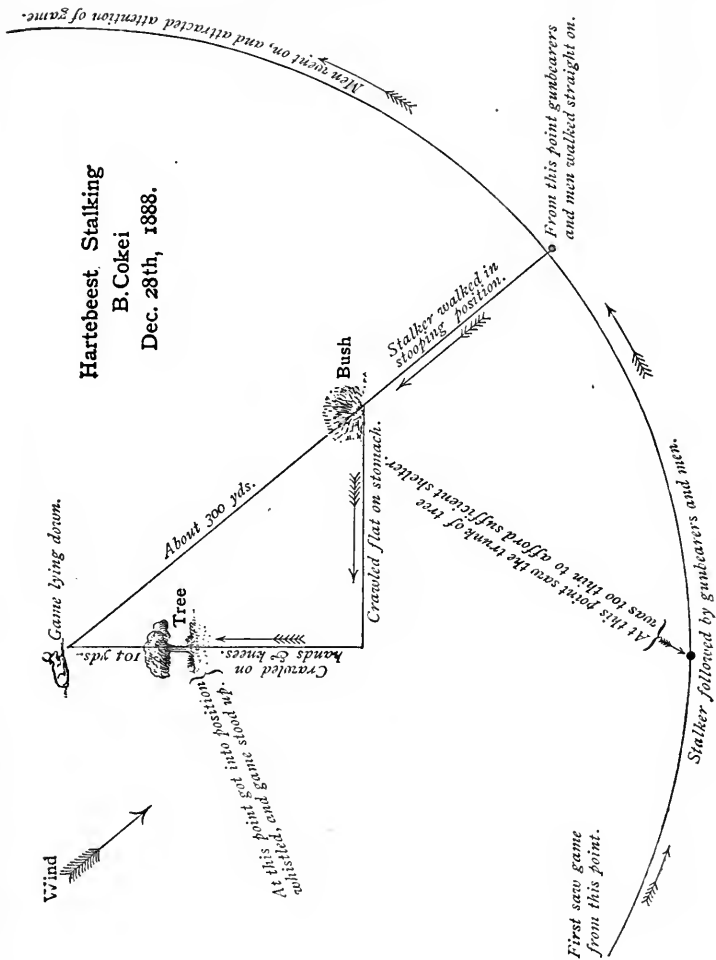 Hartebeest Stalking
B. Cokei
Dec. 28th, 1888.
Wind
Game lying down.
104 yds.
Tree
About 300 yds.
Bush
Crawled on
hands & knees.
At this point got into position
whistled, and game stood up.
Crawled flat on stomach.
Stalker walked in
stooping position.
Men went on, and attracted attention of game.
From this point gunbearers
and men walked straight on.
At this point saw the trunk of tree
was too thin to afford sufficient shelter.
First saw game
from this point.
Stalker followed by gunbearers and men.